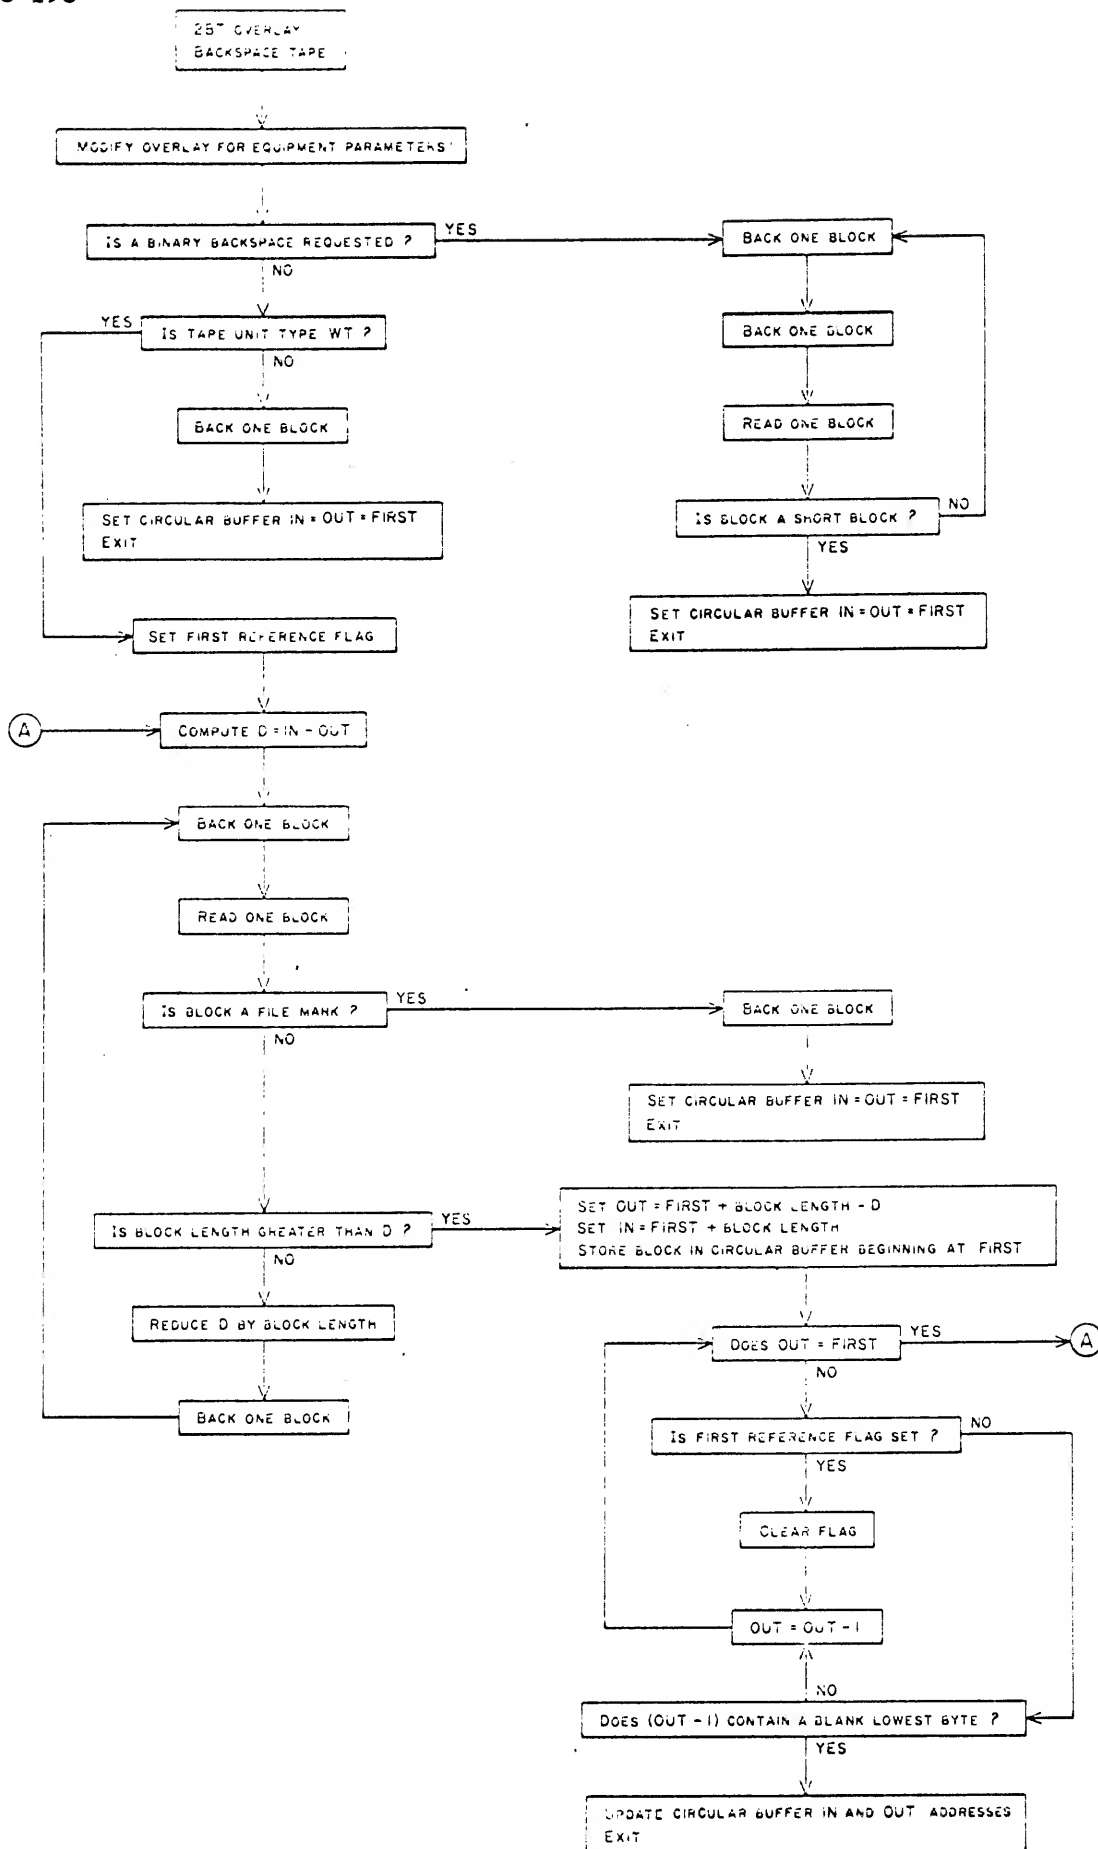 2BT OVERLAY
BACKSPACE TAPE
MODIFY OVERLAY FOR EQUIPMENT PARAMETERS
IS A BINARY BACKSPACE REQUESTED ?
YES
NO
BACK ONE BLOCK
YES
IS TAPE UNIT TYPE WT ?
NO
BACK ONE BLOCK
BACK ONE BLOCK
READ ONE BLOCK
SET CIRCULAR BUFFER IN = OUT = FIRST
EXIT
IS BLOCK A SHORT BLOCK ?
NO
YES
SET CIRCULAR BUFFER IN = OUT = FIRST
EXIT
SET FIRST REFERENCE FLAG
A
COMPUTE D = IN - OUT
BACK ONE BLOCK
READ ONE BLOCK
IS BLOCK A FILE MARK ?
YES
NO
BACK ONE BLOCK
SET CIRCULAR BUFFER IN = OUT = FIRST
EXIT
IS BLOCK LENGTH GREATER THAN D ?
YES
NO
SET OUT = FIRST + BLOCK LENGTH - D
SET IN = FIRST + BLOCK LENGTH
STORE BLOCK IN CIRCULAR BUFFER BEGINNING AT FIRST
REDUCE D BY BLOCK LENGTH
BACK ONE BLOCK
DOES OUT = FIRST
YES
A
NO
IS FIRST REFERENCE FLAG SET ?
NO
YES
CLEAR FLAG
OUT = OUT - 1
NO
DOES (OUT - 1) CONTAIN A BLANK LOWEST BYTE ?
YES
UPDATE CIRCULAR BUFFER IN AND OUT ADDRESSES
EXIT